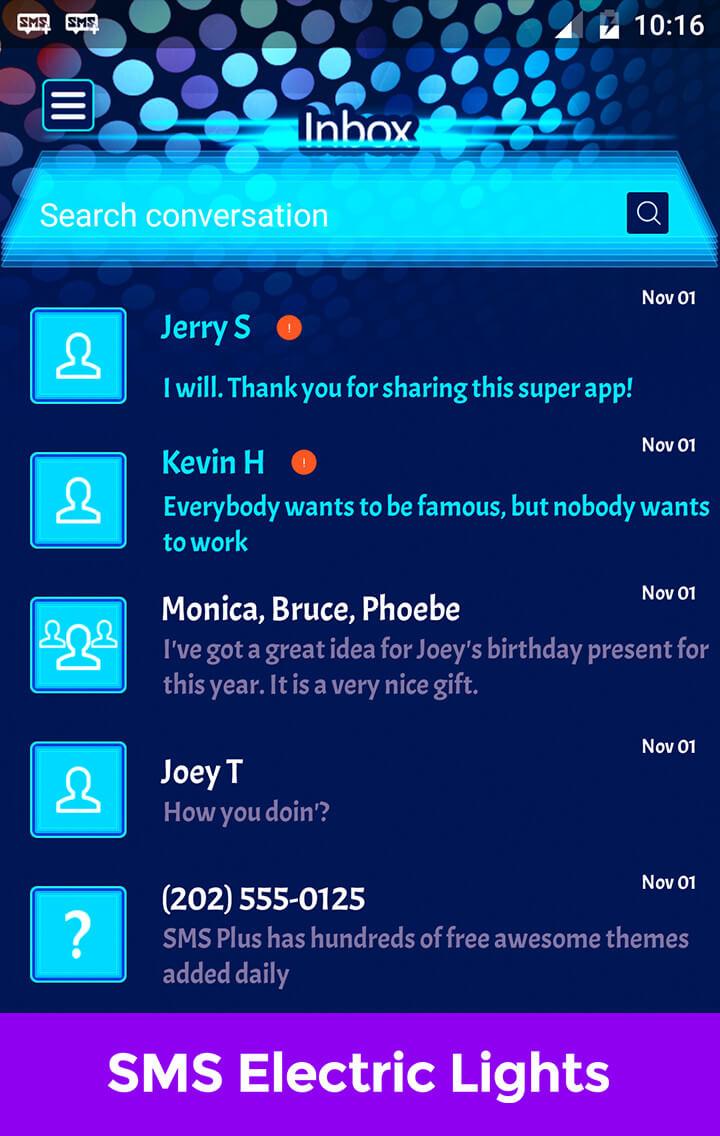 SMS+ SMS+ 10:16
Inbox
Search conversation
Nov 01
Jerry S !
I will. Thank you for sharing this super app!
Nov 01
Kevin H !
Everybody wants to be famous, but nobody wants
to work
Nov 01
Monica, Bruce, Phoebe
I've got a great idea for Joey's birthday present for
this year. It is a very nice gift.
Nov 01
Joey T
How you doin'?
Nov 01
(202) 555-0125
?
SMS Plus has hundreds of free awesome themes
added daily
SMS Electric Lights